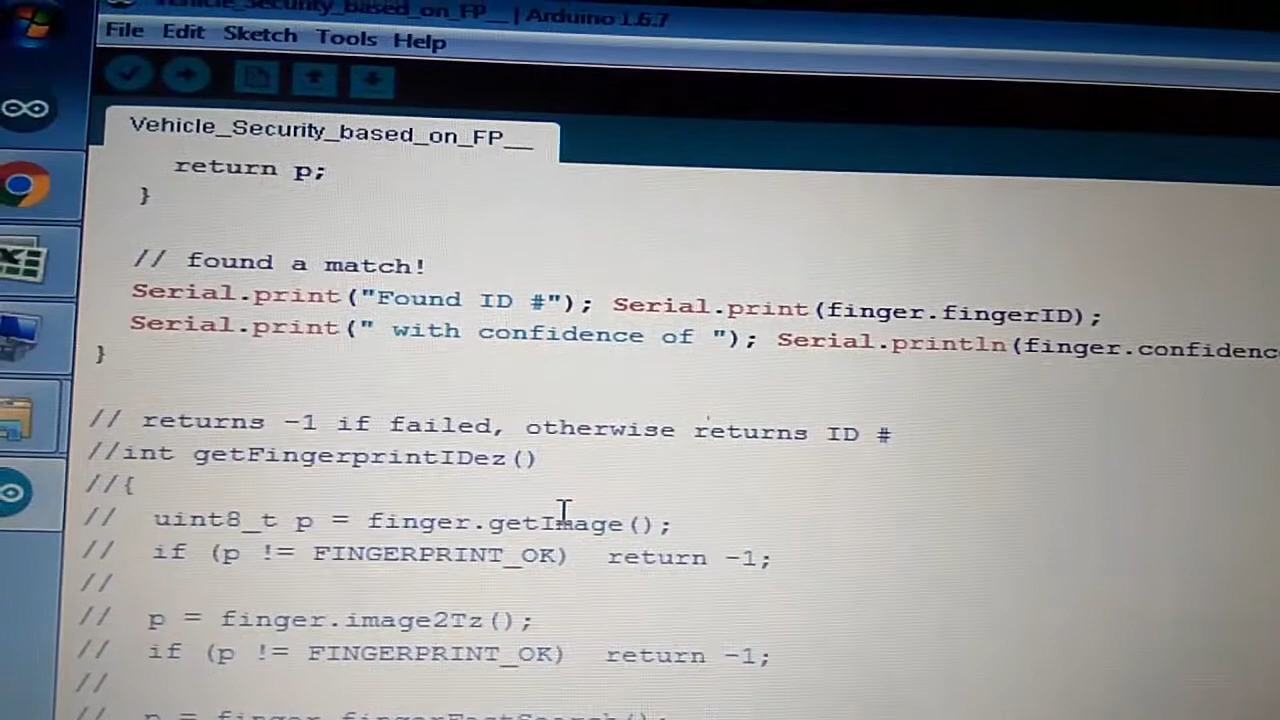 Vehicle_Security_based_on_FP__ | Arduino 1.6.7
File Edit Sketch Tools Help
Vehicle_Security_based_on_FP__
return p;
}
// found a match!
Serial.print("Found ID #"); Serial.print(finger.fingerID);
Serial.print(" with confidence of "); Serial.println(finger.confidenc
}
// returns -1 if failed, otherwise returns ID #
//int getFingerprintIDez()
//{
//  uint8_t p = finger.getImage();
//  if (p != FINGERPRINT_OK)  return -1;
//
//  p = finger.image2Tz();
//  if (p != FINGERPRINT_OK)  return -1;
//
//  p = finger.fingerFastSearch();